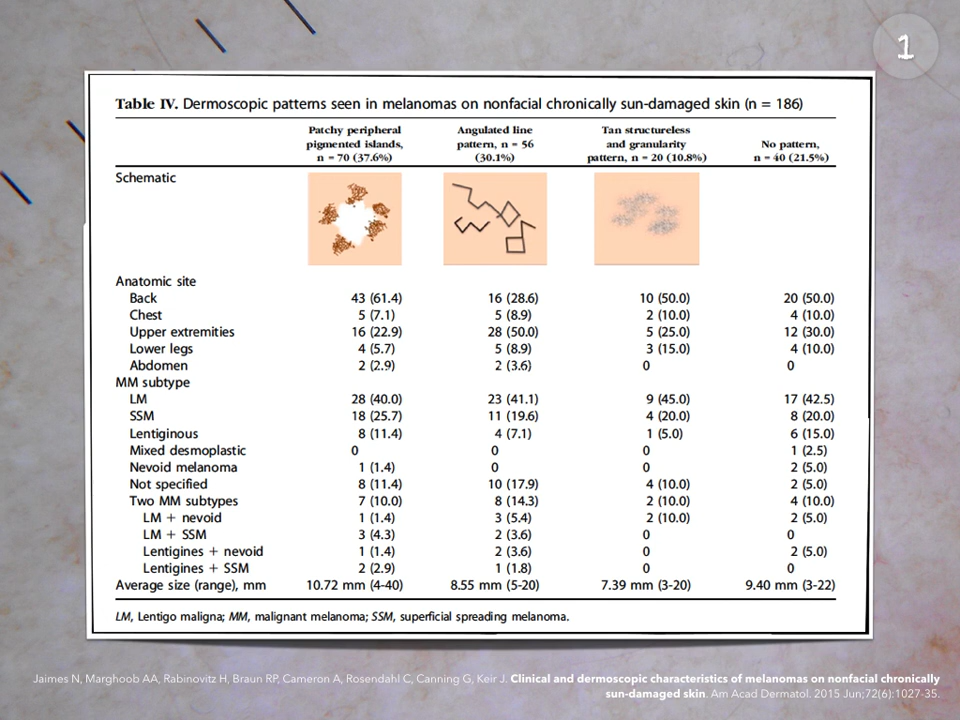 1
Table IV. Dermoscopic patterns seen in melanomas on nonfacial chronically sun-damaged skin (n = 186)
Patchy peripheral pigmented islands, n = 70 (37.6%) Angulated line pattern, n = 56 (30.1%) Tan structureless and granularity pattern, n = 20 (10.8%) No pattern, n = 40 (21.5%)
Schematic
Anatomic site
Back 43 (61.4) 16 (28.6) 10 (50.0) 20 (50.0)
Chest 5 (7.1) 5 (8.9) 2 (10.0) 4 (10.0)
Upper extremities 16 (22.9) 28 (50.0) 5 (25.0) 12 (30.0)
Lower legs 4 (5.7) 5 (8.9) 3 (15.0) 4 (10.0)
Abdomen 2 (2.9) 2 (3.6) 0 0
MM subtype
LM 28 (40.0) 23 (41.1) 9 (45.0) 17 (42.5)
SSM 18 (25.7) 11 (19.6) 4 (20.0) 8 (20.0)
Lentiginous 8 (11.4) 4 (7.1) 1 (5.0) 6 (15.0)
Mixed desmoplastic 0 0 0 1 (2.5)
Nevoid melanoma 1 (1.4) 0 0 2 (5.0)
Not specified 8 (11.4) 10 (17.9) 4 (10.0) 2 (5.0)
Two MM subtypes 7 (10.0) 8 (14.3) 2 (10.0) 4 (10.0)
LM + nevoid 1 (1.4) 3 (5.4) 2 (10.0) 2 (5.0)
LM + SSM 3 (4.3) 2 (3.6) 0 0
Lentigines + nevoid 1 (1.4) 2 (3.6) 0 2 (5.0)
Lentigines + SSM 2 (2.9) 1 (1.8) 0 0
Average size (range), mm 10.72 mm (4-40) 8.55 mm (5-20) 7.39 mm (3-20) 9.40 mm (3-22)
LM, Lentigo maligna; MM, malignant melanoma; SSM, superficial spreading melanoma.
Jaimes N, Marghoob AA, Rabinovitz H, Braun RP, Cameron A, Rosendahl C, Canning G, Keir J. Clinical and dermoscopic characteristics of melanomas on nonfacial chronically
sun-damaged skin. Am Acad Dermatol. 2015 Jun;72(6):1027-35.